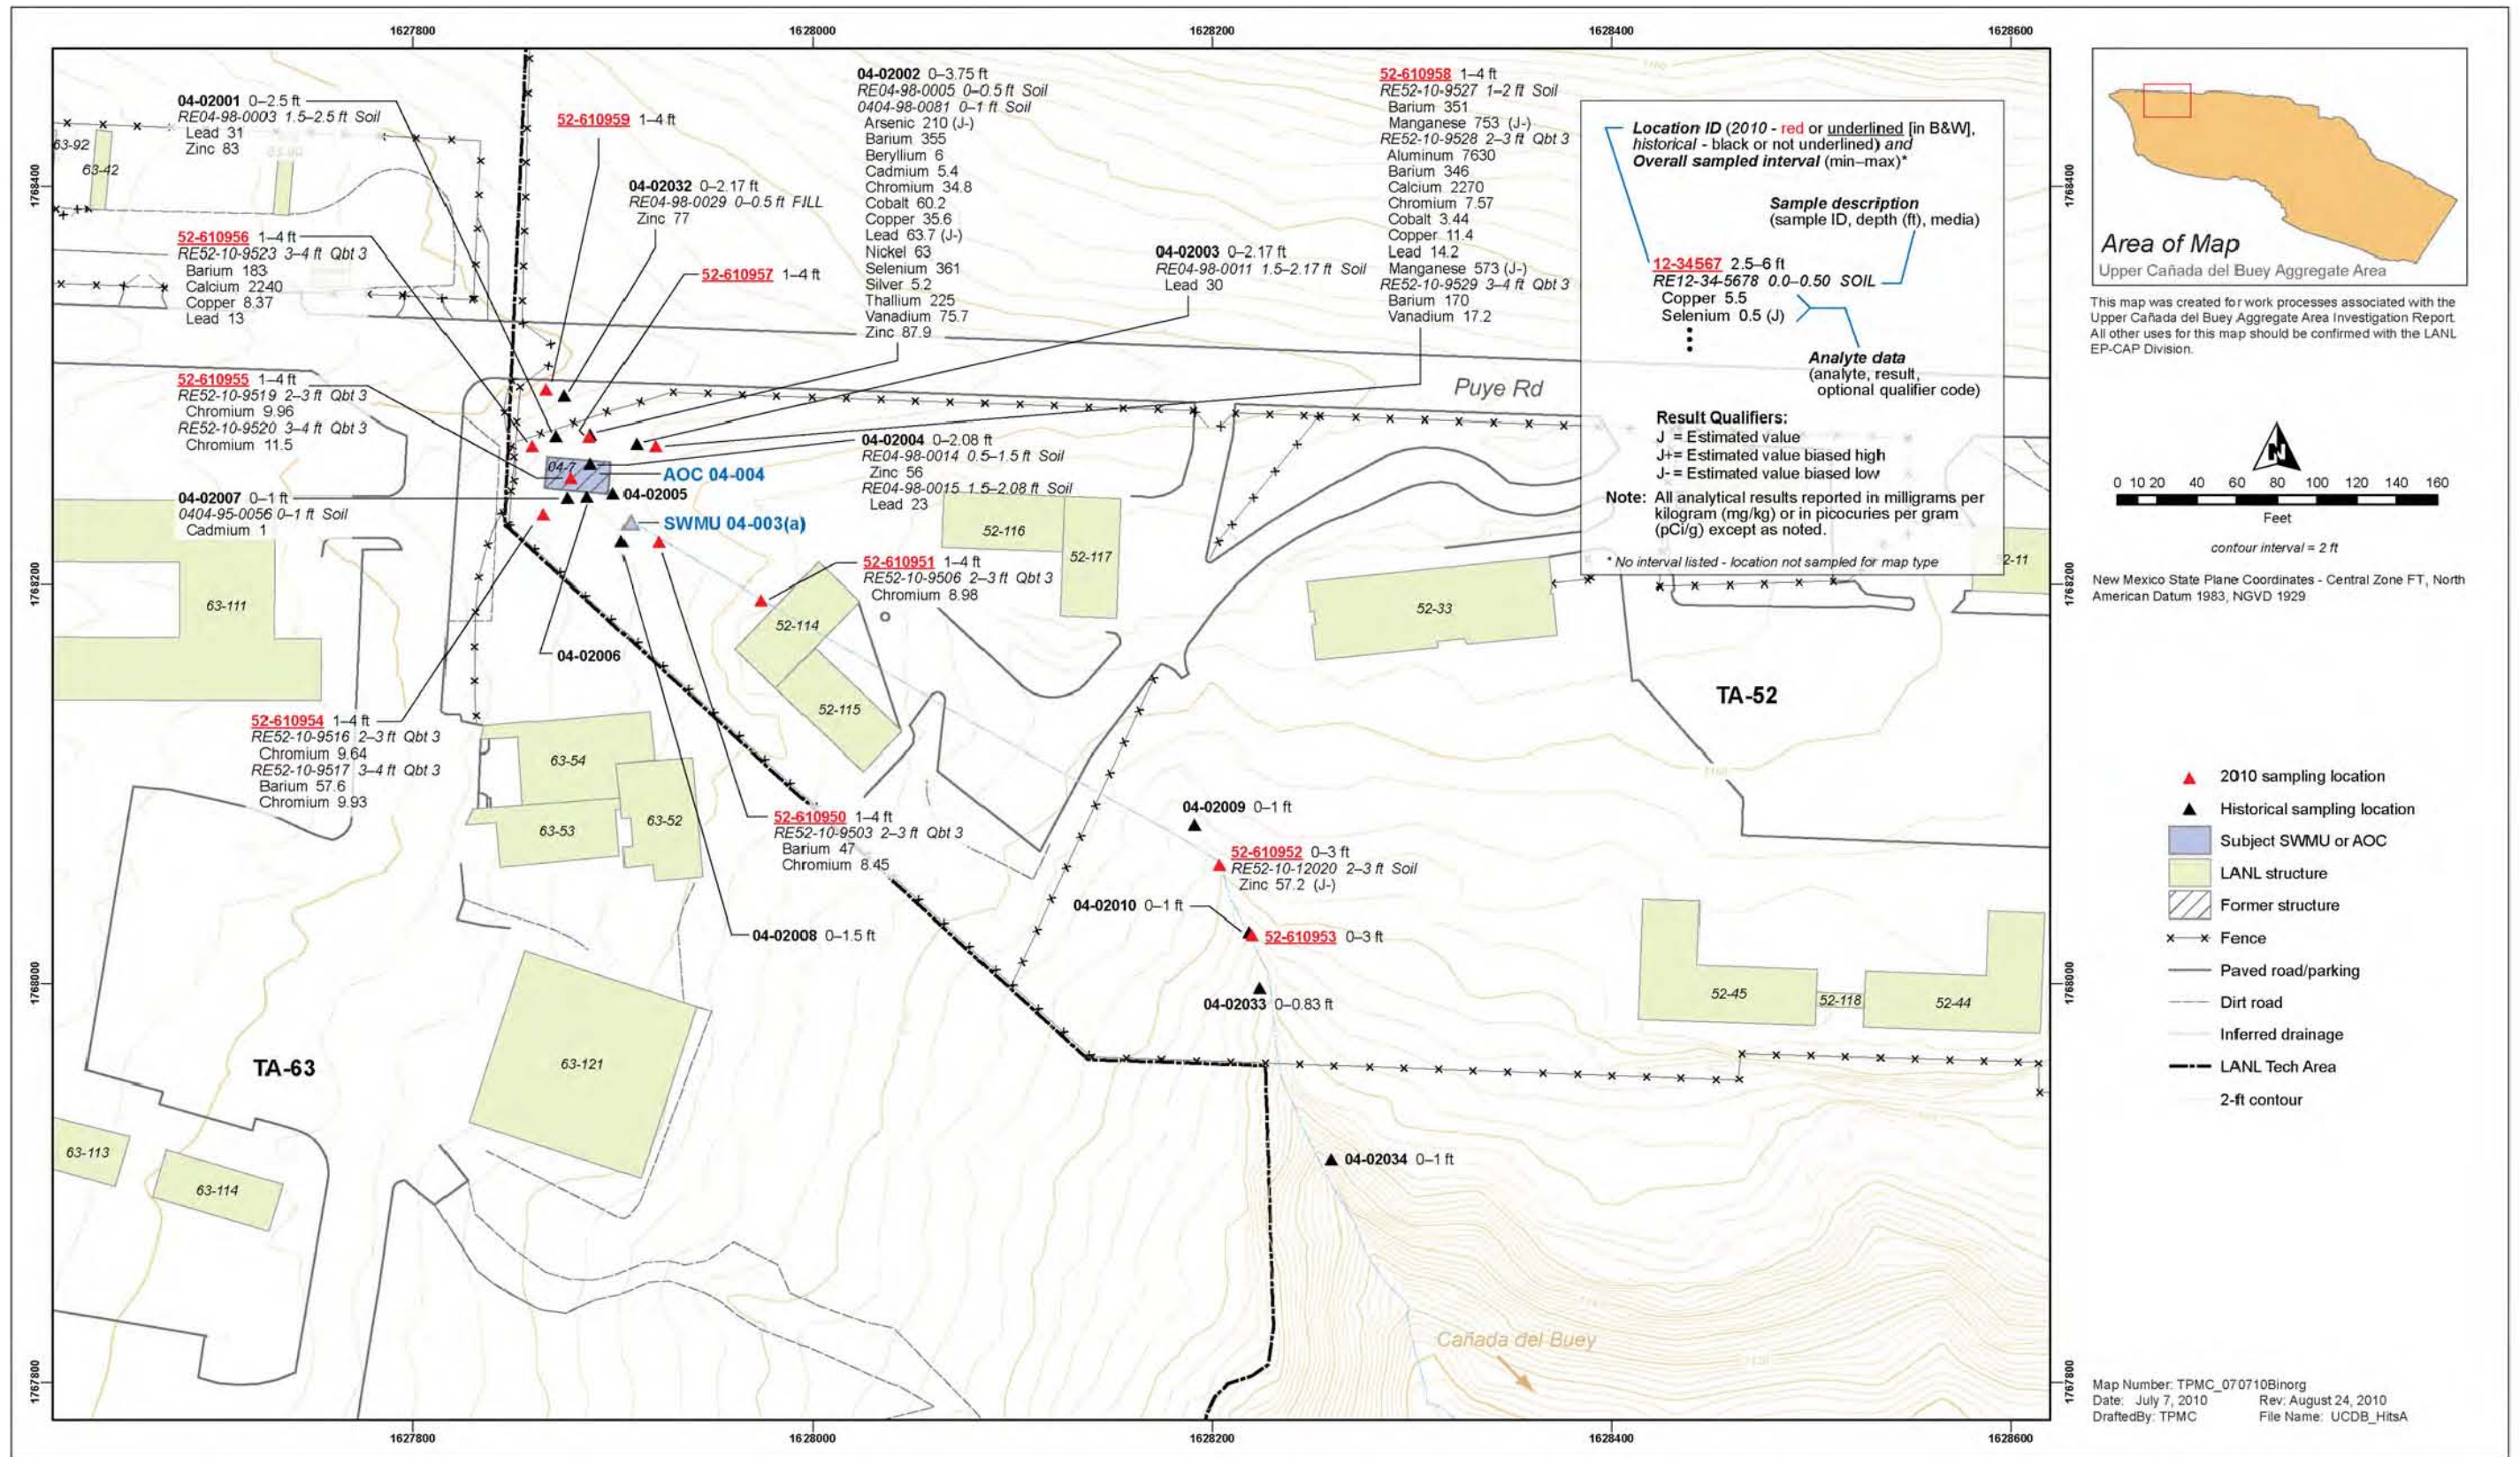 1627800
1628000
1628200
1628400
1628600
1768400
1768200
1768000
1767800
1768400
1768200
1768000
1767800
04-02001 0–2.5 ft
RE04-98-0003 1.5–2.5 ft Soil
Lead 31
Zinc 83
63-92
63-42
52-610959 1–4 ft
04-02032 0–2.17 ft
RE04-98-0029 0–0.5 ft FILL
Zinc 77
52-610957 1–4 ft
52-610956 1–4 ft
RE52-10-9523 3–4 ft Qbt 3
Barium 183
Calcium 2240
Copper 8.37
Lead 13
04-02002 0–3.75 ft
RE04-98-0005 0–0.5 ft Soil
0404-98-0081 0–1 ft Soil
Arsenic 210 (J-)
Barium 355
Beryllium 6
Cadmium 5.4
Chromium 34.8
Cobalt 60.2
Copper 35.6
Lead 63.7 (J-)
Nickel 63
Selenium 361
Silver 5.2
Thallium 225
Vanadium 75.7
Zinc 87.9
04-02003 0–2.17 ft
RE04-98-0011 1.5–2.17 ft Soil
Lead 30
52-610958 1–4 ft
RE52-10-9527 1–2 ft Soil
Barium 351
Manganese 753 (J-)
RE52-10-9528 2–3 ft Qbt 3
Aluminum 7630
Barium 346
Calcium 2270
Chromium 7.57
Cobalt 3.44
Copper 11.4
Lead 14.2
Manganese 573 (J-)
RE52-10-9529 3–4 ft Qbt 3
Barium 170
Vanadium 17.2
Location ID (2010 - red or underlined [in B&W],
historical - black or not underlined) and
Overall sampled interval (min–max)*
Sample description
(sample ID, depth (ft), media)
12-34567 2.5–6 ft
RE12-34-5678 0.0–0.50 SOIL
Copper 5.5
Selenium 0.5 (J)
Analyte data
(analyte, result,
optional qualifier code)
Result Qualifiers:
J = Estimated value
J+= Estimated value biased high
J-= Estimated value biased low
Note: All analytical results reported in milligrams per
kilogram (mg/kg) or in picocuries per gram
(pCi/g) except as noted.
* No interval listed - location not sampled for map type
Puye Rd
52-610955 1–4 ft
RE52-10-9519 2–3 ft Qbt 3
Chromium 9.96
RE52-10-9520 3–4 ft Qbt 3
Chromium 11.5
04-7
AOC 04-004
04-02004 0–2.08 ft
RE04-98-0014 0.5–1.5 ft Soil
Zinc 56
RE04-98-0015 1.5–2.08 ft Soil
Lead 23
04-02007 0–1 ft
0404-95-0056 0–1 ft Soil
Cadmium 1
04-02005
SWMU 04-003(a)
52-116
52-117
52-11
52-610951 1–4 ft
RE52-10-9506 2–3 ft Qbt 3
Chromium 8.98
63-111
52-33
52-114
04-02006
52-115
TA-52
52-610954 1–4 ft
RE52-10-9516 2–3 ft Qbt 3
Chromium 9.64
RE52-10-9517 3–4 ft Qbt 3
Barium 57.6
Chromium 9.93
63-54
63-53
63-52
52-610950 1–4 ft
RE52-10-9503 2–3 ft Qbt 3
Barium 47
Chromium 8.45
04-02009 0–1 ft
52-610952 0–3 ft
RE52-10-12020 2–3 ft Soil
Zinc 57.2 (J-)
04-02010 0–1 ft
52-610953 0–3 ft
04-02008 0–1.5 ft
04-02033 0–0.83 ft
52-45
52-118
52-44
TA-63
63-121
63-113
63-114
04-02034 0–1 ft
Cañada del Buey
1627800
1628000
1628200
1628400
1628600
Area of Map
Upper Cañada del Buey Aggregate Area
This map was created for work processes associated with the
Upper Cañada del Buey Aggregate Area Investigation Report.
All other uses for this map should be confirmed with the LANL
EP-CAP Division.
N
0 10 20 40 60 80 100 120 140 160
Feet
contour interval = 2 ft
New Mexico State Plane Coordinates - Central Zone FT, North
American Datum 1983, NGVD 1929
2010 sampling location
Historical sampling location
Subject SWMU or AOC
LANL structure
Former structure
Fence
Paved road/parking
Dirt road
Inferred drainage
LANL Tech Area
2-ft contour
Map Number: TPMC_070710Binorg
Date: July 7, 2010 Rev: August 24, 2010
DraftedBy: TPMC File Name: UCDB_HitsA